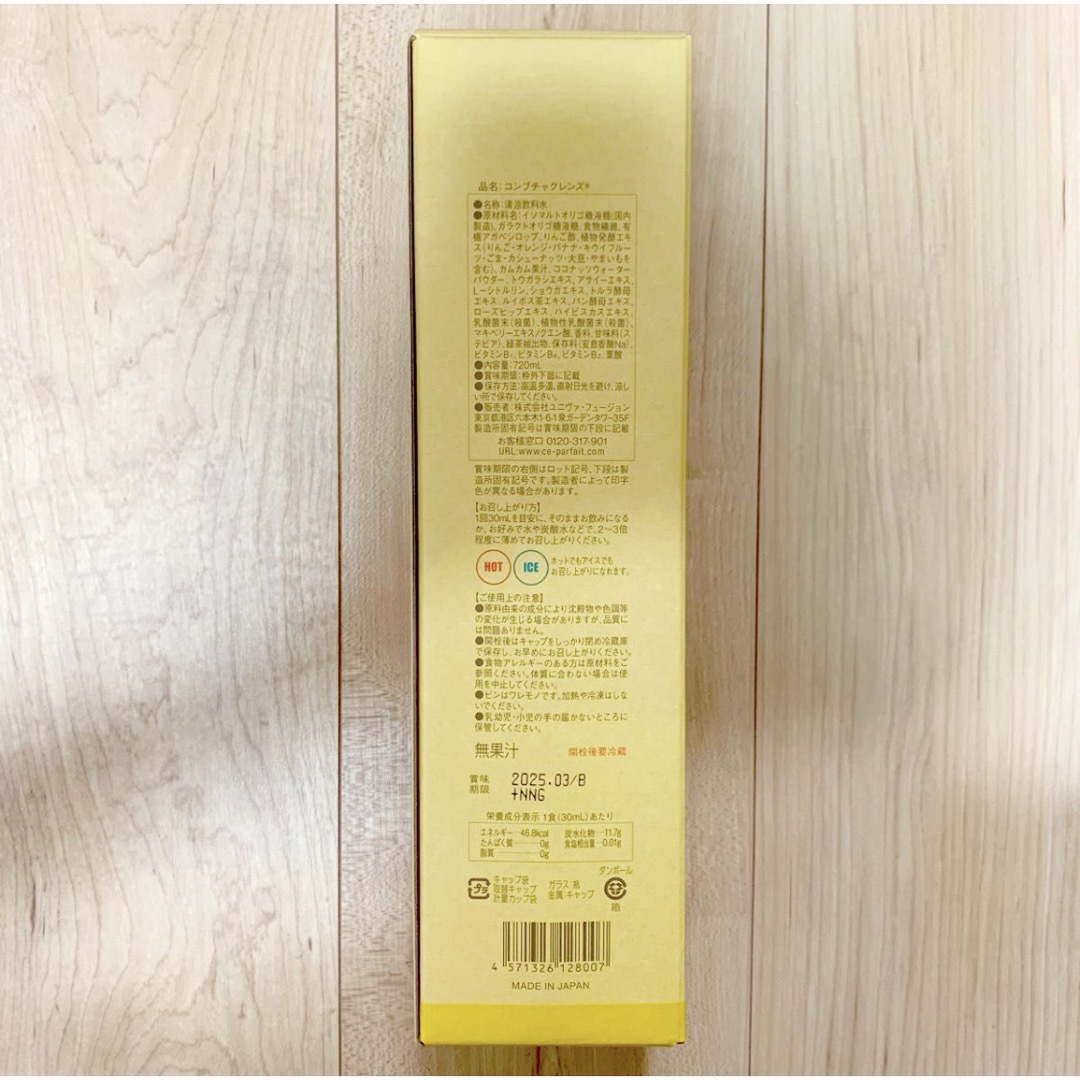 品名：コンブチャクレンズ®
●名称：清涼飲料水
●原材料名：イソマルトオリゴ糖液糖（国内
製造）、ガラクトオリゴ糖液糖、食物繊維、有
機アガベシロップ、りんご酢、植物発酵エキ
ス（りんご・オレンジ・バナナ・キウイフルー
ツ・ごま・カシューナッツ・大豆・やまいもを
含む）、カムカム果汁、ココナッツウォーター
パウダー、トウガラシエキス、アサイーエキス、
L－シトルリン、ショウガエキス、トルラ酵母
エキス、ルイボス茶エキス、パン酵母エキス、
ローズヒップエキス、ハイビスカスエキス、
乳酸菌末（殺菌）、植物性乳酸菌末（殺菌）、
マキベリーエキス／クエン酸、香料、甘味料（ス
テビア）、緑茶抽出物、保存料（安息香酸Na）、
ビタミンB₁、ビタミンB₆、ビタミンB₂、葉酸
●内容量：720mL
●賞味期限：枠外下部に記載
●保存方法：高温多湿、直射日光を避け、涼し
い所で保存してください。
●販売者：株式会社ユニヴァ・フュージョン
東京都港区六本木1-6-1泉ガーデンタワー35F
製造所固有記号は賞味期限の下段に記載
お客様窓口 0120-317-901
URL:www.ce-parfait.com
賞味期限の右側はロット記号、下段は製
造所固有記号です。製造者によって印字
色が異なる場合があります。
【お召し上がり方】
1回30mLを目安に、そのままお飲みになる
か、お好みで水や炭酸水などで、2〜3倍
程度に薄めてお召し上がりください。
HOT ICE ホットでもアイスでも
お召し上がりになれます。
【ご使用上の注意】
●原料由来の成分により沈殿物や色調等
の変化が生じる場合がありますが、品質に
は問題ありません。
●開栓後はキャップをしっかり閉め冷蔵庫
で保存し、お早めにお召し上がりください。
●食物アレルギーのある方は原材料をご
参照ください。体質に合わない場合は使
用を中止してください。
●ビンはワレモノです。加熱や冷凍はしな
いでください。
●乳幼児・小児の手の届かないところに
保管してください。
無果汁 開栓後要冷蔵
賞味期限 2025.03/B
+NNG
栄養成分表示 1食（30mL）あたり
エネルギー…46.8kcal 炭水化物…11.7g
たんぱく質…0g 食塩相当量…0.01g
脂質…0g
ダンボール
プラ キャップ袋 ガラス：瓶
取替キャップ 金属：キャップ
計量カップ袋 箱
4 571326 128007
MADE IN JAPAN